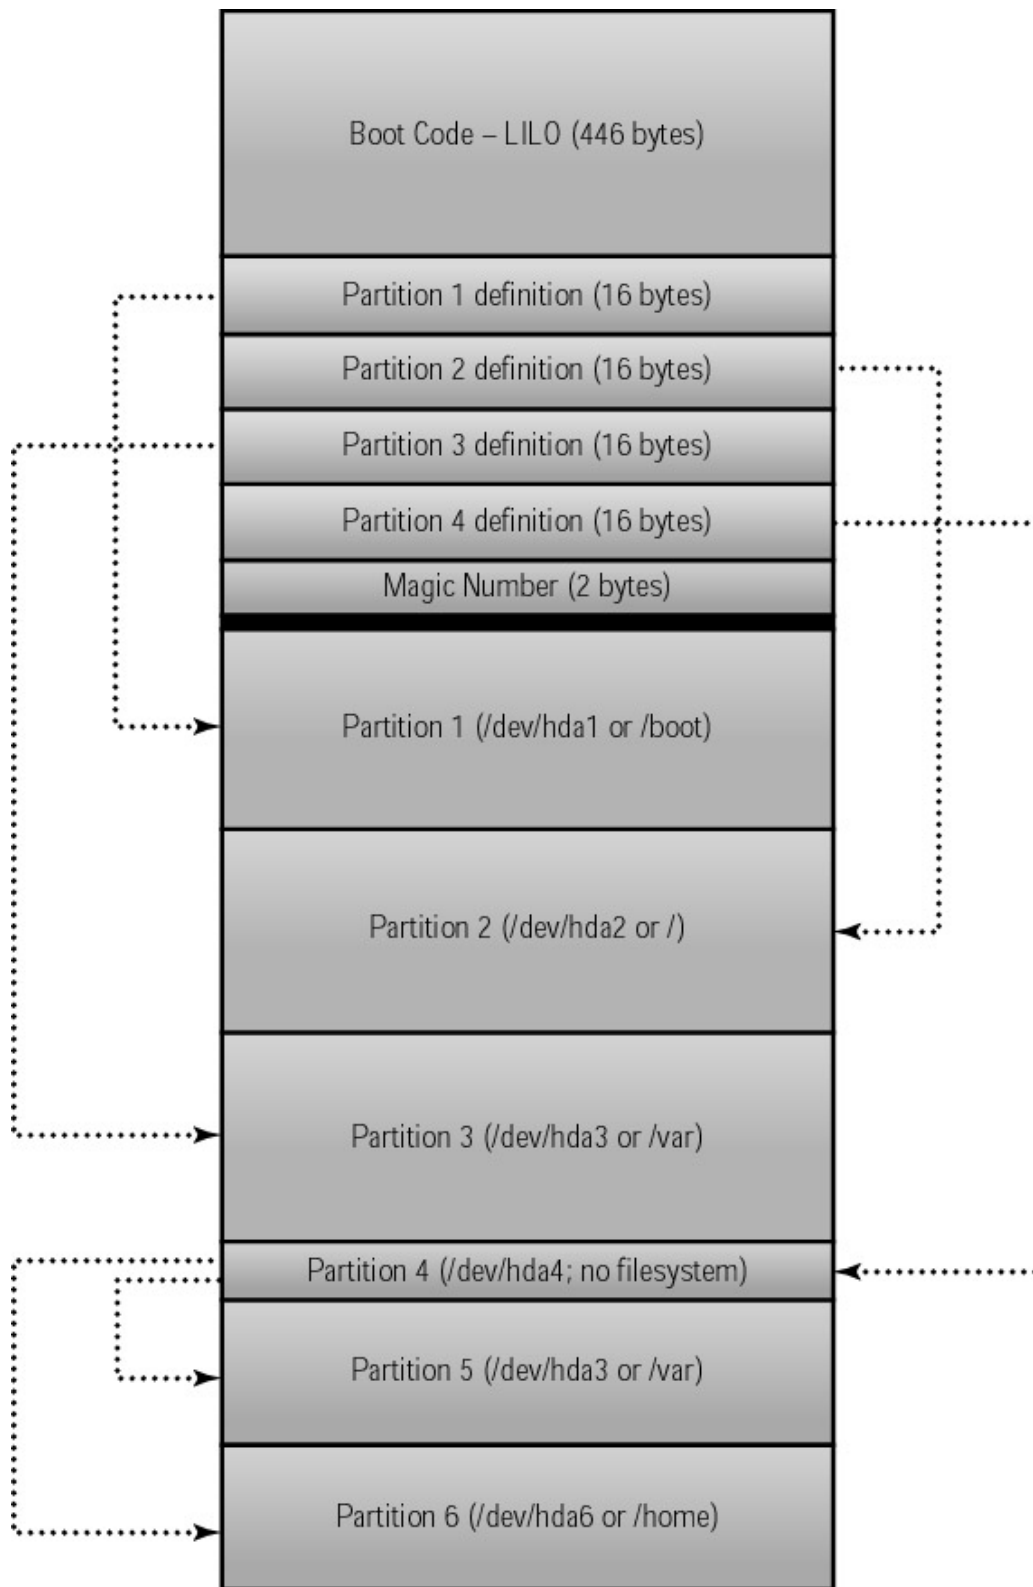 Boot Code – LILO (446 bytes)
Partition 1 definition (16 bytes)
Partition 2 definition (16 bytes)
Partition 3 definition (16 bytes)
Partition 4 definition (16 bytes)
Magic Number (2 bytes)
Partition 1 (/dev/hda1 or /boot)
Partition 2 (/dev/hda2 or /)
Partition 3 (/dev/hda3 or /var)
Partition 4 (/dev/hda4; no filesystem)
Partition 5 (/dev/hda3 or /var)
Partition 6 (/dev/hda6 or /home)